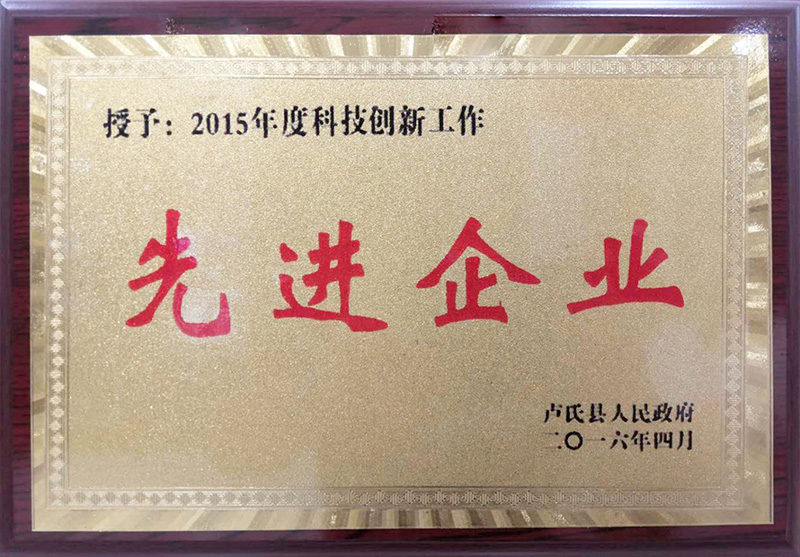 授予：2015年度科技创新工作
先进企业
卢氏县人民政府
二〇一六年四月